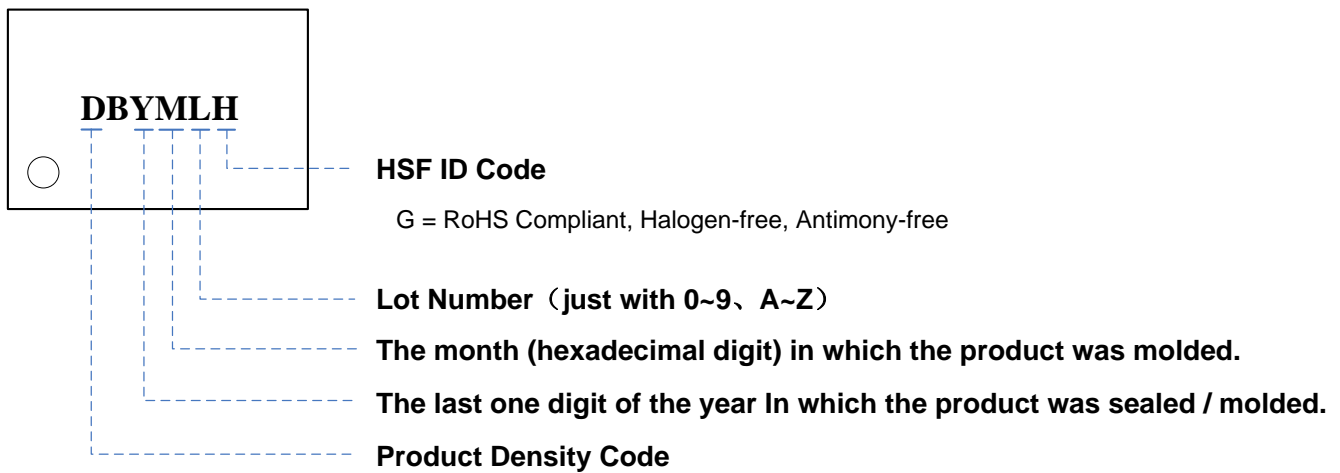 DBYMLH
HSF ID Code
G = RoHS Compliant, Halogen-free, Antimony-free
Lot Number（just with 0~9、A~Z）
The month (hexadecimal digit) in which the product was molded.
The last one digit of the year In which the product was sealed / molded.
Product Density Code